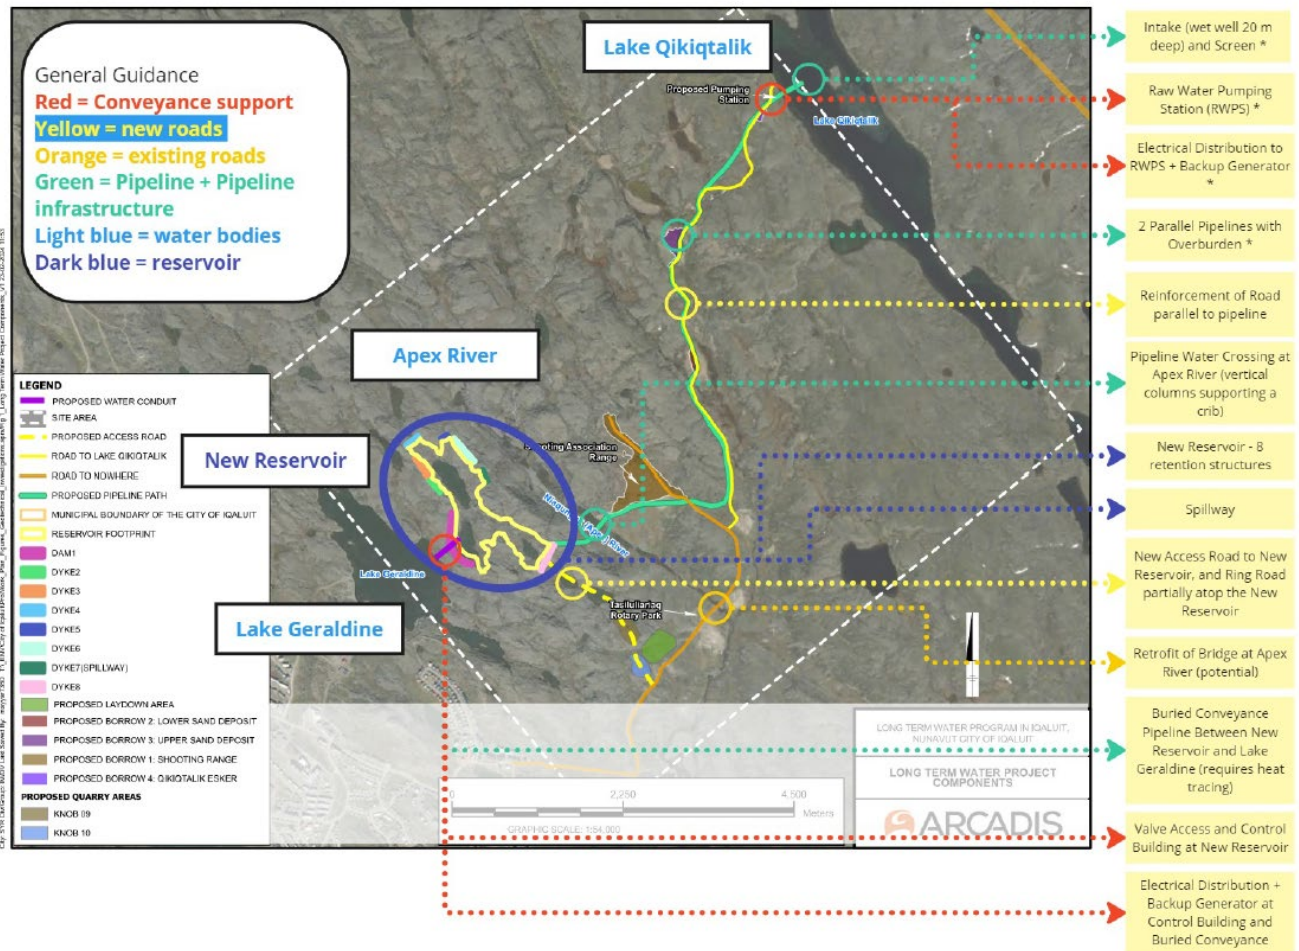 Lake Qikiqtalik
General Guidance
Red = Conveyance support
Yellow = new roads
Orange = existing roads
Green = Pipeline + Pipeline
infrastructure
Light blue = water bodies
Dark blue = reservoir
Proposed Pumping
Station
Lake Qikiqtalik
Apex River
New Reservoir
Association
Range
River
Lake Geraldine
Lake Geraldine
Tasiluliariaq
Rotary Park
LEGEND
PROPOSED WATER CONDUIT
SITE AREA
PROPOSED ACCESS ROAD
ROAD TO LAKE QIKIQTALIK
ROAD TO NOWHERE
PROPOSED PIPELINE PATH
MUNICIPAL BOUNDARY OF THE CITY OF IQALUIT
RESERVOIR FOOTPRINT
DAM1
DYKE2
DYKE3
DYKE4
DYKE5
DYKE6
DYKE7(SPILLWAY)
DYKE8
PROPOSED LAYDOWN AREA
PROPOSED BORROW 2: LOWER SAND DEPOSIT
PROPOSED BORROW 3: UPPER SAND DEPOSIT
PROPOSED BORROW 1: SHOOTING RANGE
PROPOSED BORROW 4: QIKIQTALIK ESKER
PROPOSED QUARRY AREAS
KNOB 09
KNOB 10
0 2,250 4,500
Meters
GRAPHIC SCALE: 1:54,000
LONG TERM WATER PROGRAM IN IQALUIT,
NUNAVUT CITY OF IQALUIT
LONG TERM WATER PROJECT
COMPONENTS
ARCADIS
Intake (wet well 20 m
deep) and Screen *
Raw Water Pumping
Station (RWPS) *
Electrical Distribution to
RWPS + Backup Generator
*
2 Parallel Pipelines with
Overburden *
Reinforcement of Road
parallel to pipeline
Pipeline Water Crossing at
Apex River (vertical
columns supporting a
crib)
New Reservoir - 8
retention structures
Spillway
New Access Road to New
Reservoir, and Ring Road
partially atop the New
Reservoir
Retrofit of Bridge at Apex
River (potential)
Buried Conveyance
Pipeline Between New
Reservoir and Lake
Geraldine (requires heat
tracing)
Valve Access and Control
Building at New Reservoir
Electrical Distribution +
Backup Generator at
Control Building and
Buried Conveyance